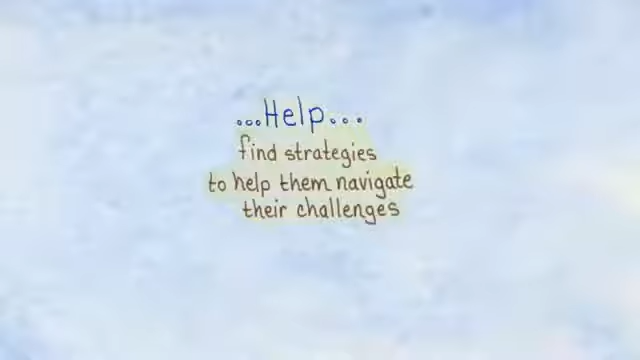 ...Help...
find strategies
to help them navigate
their challenges